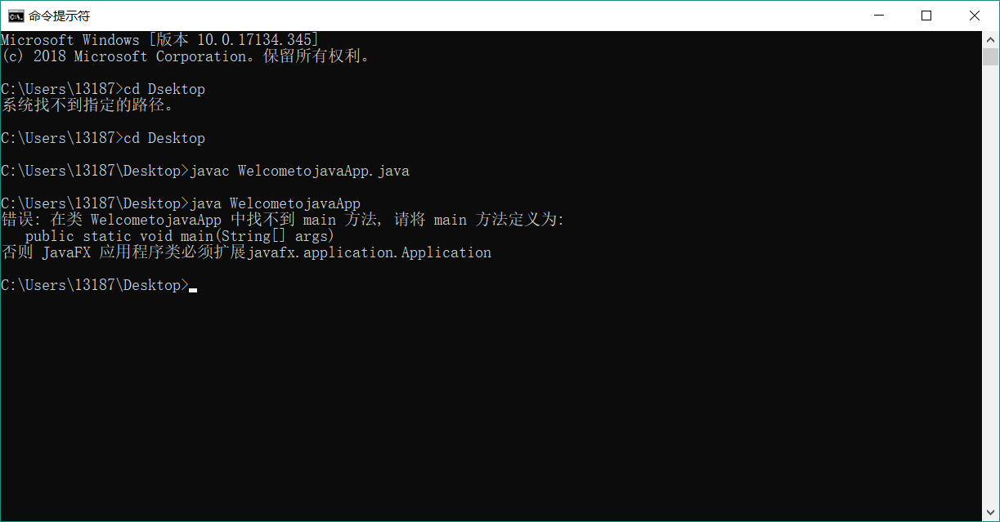 命令提示符
Microsoft Windows [版本 10.0.17134.345]
(c) 2018 Microsoft Corporation。保留所有权利。
C:\Users\13187>cd Dsektop
系统找不到指定的路径。
C:\Users\13187>cd Desktop
C:\Users\13187\Desktop>javac WelcometojavaApp.java
C:\Users\13187\Desktop>java WelcometojavaApp
错误: 在类 WelcometojavaApp 中找不到 main 方法, 请将 main 方法定义为:
public static void main(String[] args)
否则 JavaFX 应用程序类必须扩展javafx.application.Application
C:\Users\13187\Desktop>